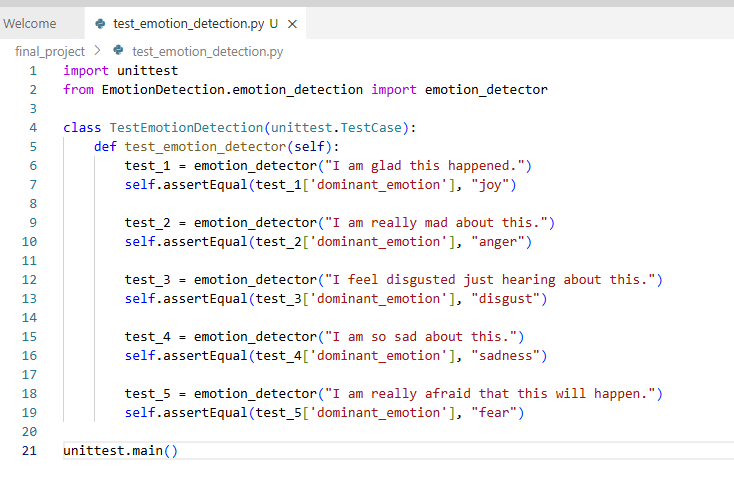 Welcome test_emotion_detection.py U ×
final_project > test_emotion_detection.py
1 import unittest
2 from EmotionDetection.emotion_detection import emotion_detector
3
4 class TestEmotionDetection(unittest.TestCase):
5     def test_emotion_detector(self):
6         test_1 = emotion_detector("I am glad this happened.")
7         self.assertEqual(test_1['dominant_emotion'], "joy")
8
9         test_2 = emotion_detector("I am really mad about this.")
10         self.assertEqual(test_2['dominant_emotion'], "anger")
11
12         test_3 = emotion_detector("I feel disgusted just hearing about this.")
13         self.assertEqual(test_3['dominant_emotion'], "disgust")
14
15         test_4 = emotion_detector("I am so sad about this.")
16         self.assertEqual(test_4['dominant_emotion'], "sadness")
17
18         test_5 = emotion_detector("I am really afraid that this will happen.")
19         self.assertEqual(test_5['dominant_emotion'], "fear")
20
21 unittest.main()